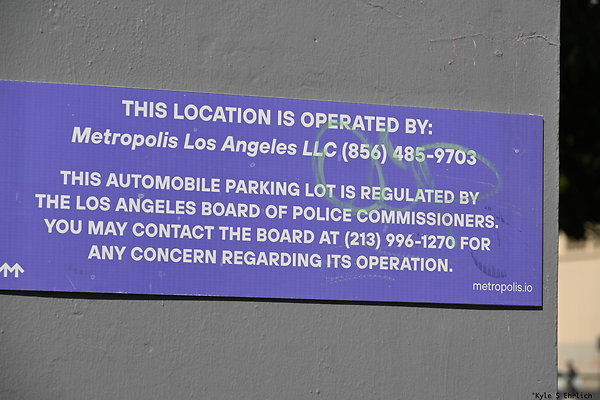 THIS LOCATION IS OPERATED BY:
Metropolis Los Angeles LLC (856) 485-9703
THIS AUTOMOBILE PARKING LOT IS REGULATED BY
THE LOS ANGELES BOARD OF POLICE COMMISSIONERS.
YOU MAY CONTACT THE BOARD AT (213) 996-1270 FOR
ANY CONCERN REGARDING ITS OPERATION.
metropolis.io
*Kyle S Ehrlich